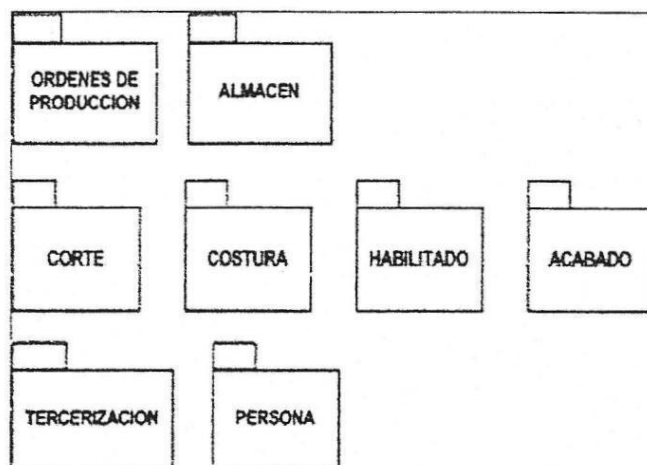 ORDENES DE
PRODUCCION
ALMACEN
CORTE
COSTURA
HABILITADO
ACABADO
TERCERIZACION
PERSONA